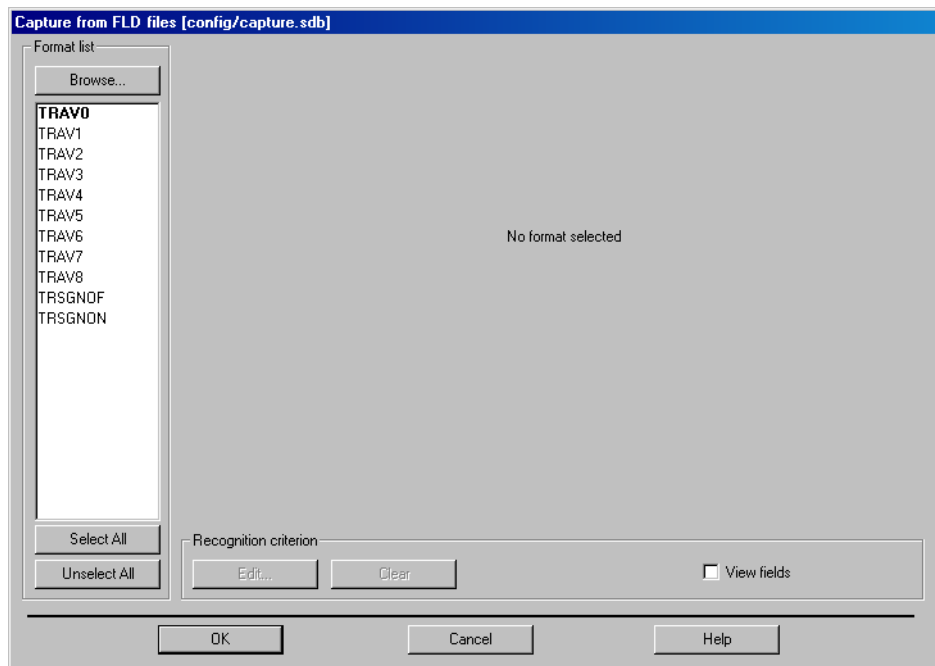 Capture from FLD files [config/capture.sdb]
Format list
Browse...
TRAV0
TRAV1
TRAV2
TRAV3
TRAV4
TRAV5
TRAV6
TRAV7
TRAV8
TRSGNOF
TRSGNON
No format selected
Select All
Unselect All
Recognition criterion
Edit...
Clear
View fields
OK
Cancel
Help